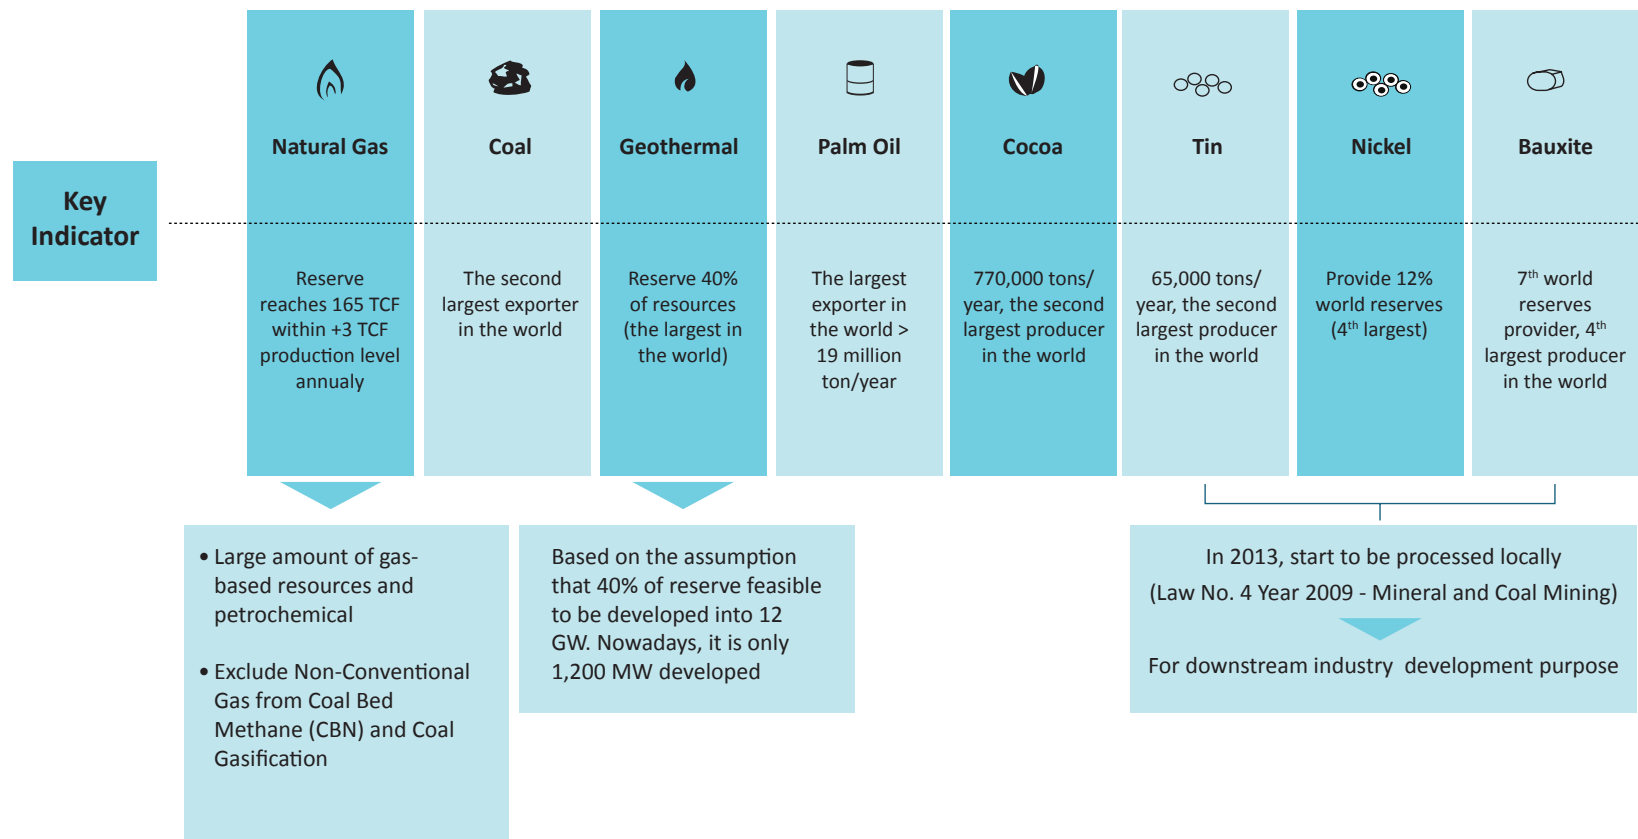 Key
Indicator
Natural Gas
Coal
Geothermal
Palm Oil
Cocoa
Tin
Nickel
Bauxite
Reserve
reaches 165 TCF
within +3 TCF
production level
annualy
The second
largest exporter
in the world
Reserve 40%
of resources
(the largest in
the world)
The largest
exporter in
the world >
19 million
ton/year
770,000 tons/
year, the second
largest producer
in the world
65,000 tons/
year, the second
largest producer
in the world
Provide 12%
world reserves
(4th largest)
7th world
reserves
provider, 4th
largest producer
in the world
• Large amount of gas-
based resources and
petrochemical
• Exclude Non-Conventional
Gas from Coal Bed
Methane (CBN) and Coal
Gasification
Based on the assumption
that 40% of reserve feasible
to be developed into 12
GW. Nowadays, it is only
1,200 MW developed
In 2013, start to be processed locally
(Law No. 4 Year 2009 - Mineral and Coal Mining)
For downstream industry development purpose